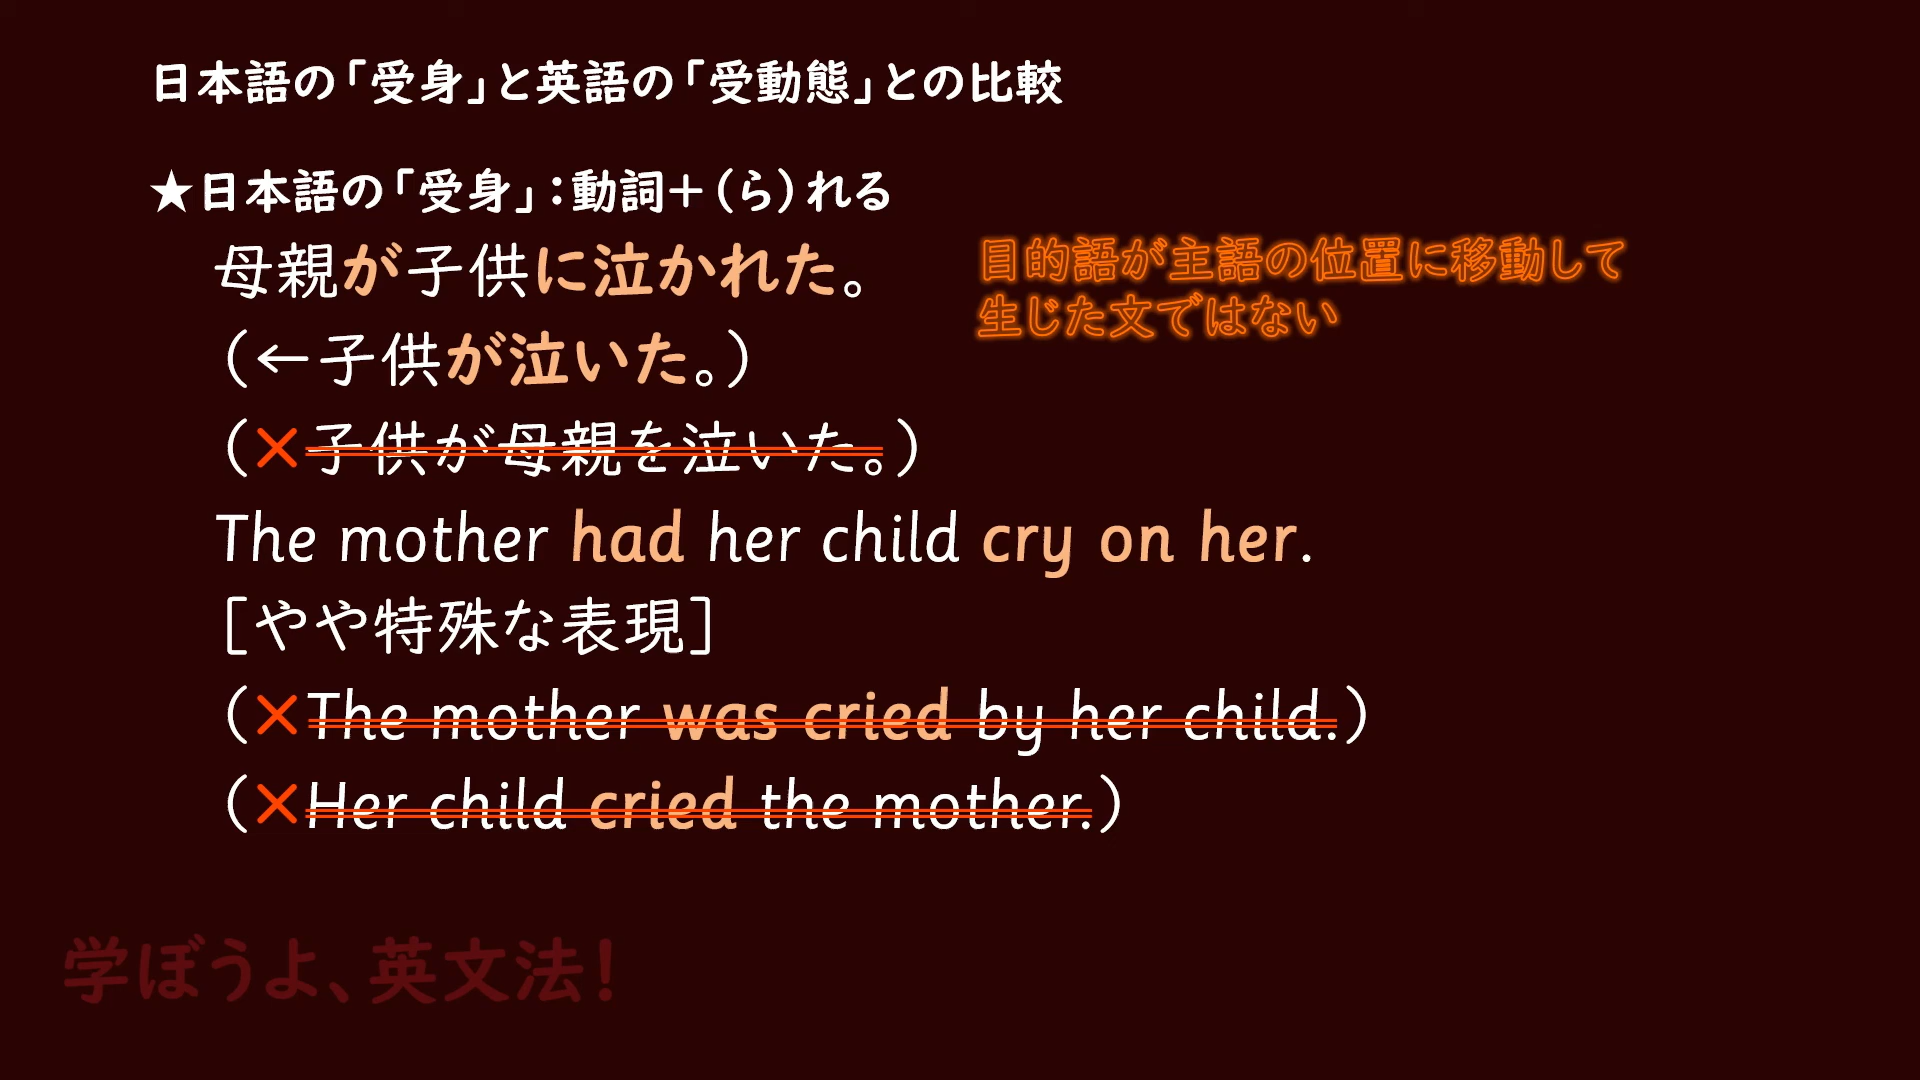 日本語の「受身」と英語の「受動態」との比較
★日本語の「受身」：動詞＋（ら）れる
母親が子供に泣かれた。
目的語が主語の位置に移動して
生じた文ではない
（←子供が泣いた。）
（×子供が母親を泣いた。）
The mother had her child cry on her.
［やや特殊な表現］
（×The mother was cried by her child.）
（×Her child cried the mother.）
学ぼうよ、英文法！